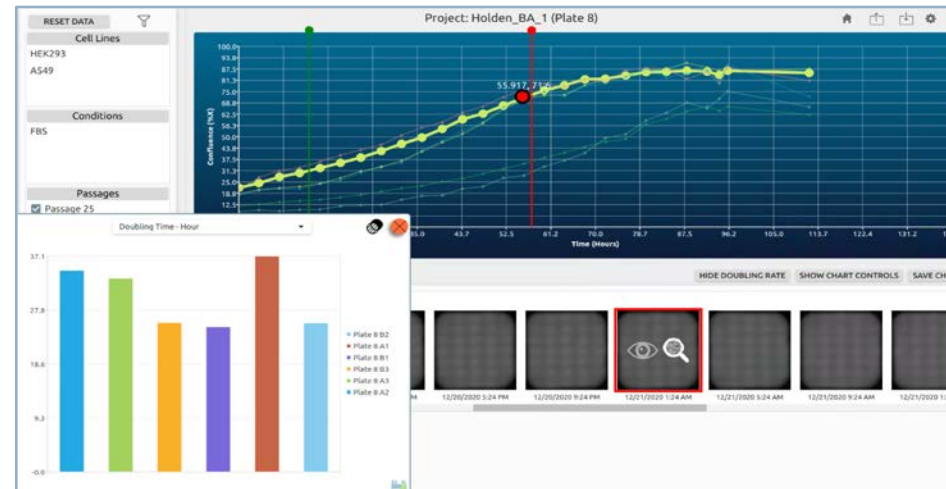 RESET DATA
Project: Holden_BA_1 (Plate 8)
Cell Lines
HEK293
A549
Conditions
FBS
Passages
Passage 25
Confluence (%X)
100.0
93.8
87.5
81.3
75.0
68.8
62.5
56.3
50.0
43.8
37.5
31.3
25.0
18.8
12.5
55.917, 71.
35.0 43.7 52.5 61.2 70.0 78.7 87.5 96.2 105.0 113.7 122.4 131.2
Time (Hours)
HIDE DOUBLING RATE SHOW CHART CONTROLS SAVE CH
Doubling Time - Hour
37.1
27.8
18.6
9.3
-0.0
Plate 8 B2
Plate 8 A1
Plate 8 B1
Plate 8 B3
Plate 8 A3
Plate 8 A2
M 12/20/2020 5:24 PM 12/20/2020 9:24 PM 12/21/2020 1:24 AM 12/21/2020 5:24 AM 12/21/2020 9:24 AM 12/21/2020 1: